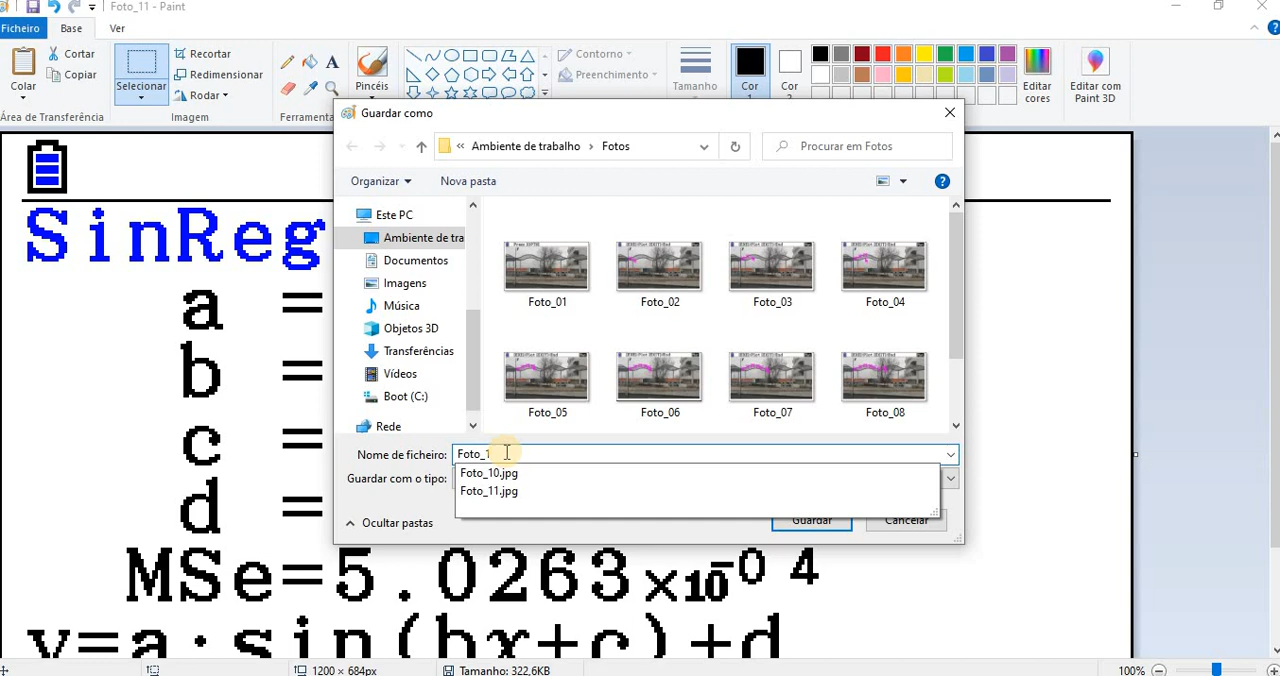 Foto_11 - Paint
Ficheiro Base Ver
Colar
Cortar
Copiar
Área de Transferência
Selecionar
Recortar
Redimensionar
Rodar
Imagem
A
Ferramenta
Pincéis
Contorno
Preenchimento
Tamanho
Cor
1
Cor
2
Editar
cores
Editar com
Paint 3D
Guardar como
« Ambiente de trabalho > Fotos
Procurar em Fotos
Organizar
Nova pasta
Este PC
Ambiente de tra
Documentos
Imagens
Música
Objetos 3D
Transferências
Vídeos
Boot (C:)
Rede
Foto_01
Foto_02
Foto_03
Foto_04
Foto_05
Foto_06
Foto_07
Foto_08
Nome de ficheiro: Foto_1
Foto_10.jpg
Foto_11.jpg
Guardar com o tipo:
Ocultar pastas
Guardar
Cancelar
SinReg
a =
b =
c =
d =
MSe=5.0263×10⁻⁰⁴
y=a·sin(bx+c)+d
1200 × 684px
Tamanho: 322,6KB
100%